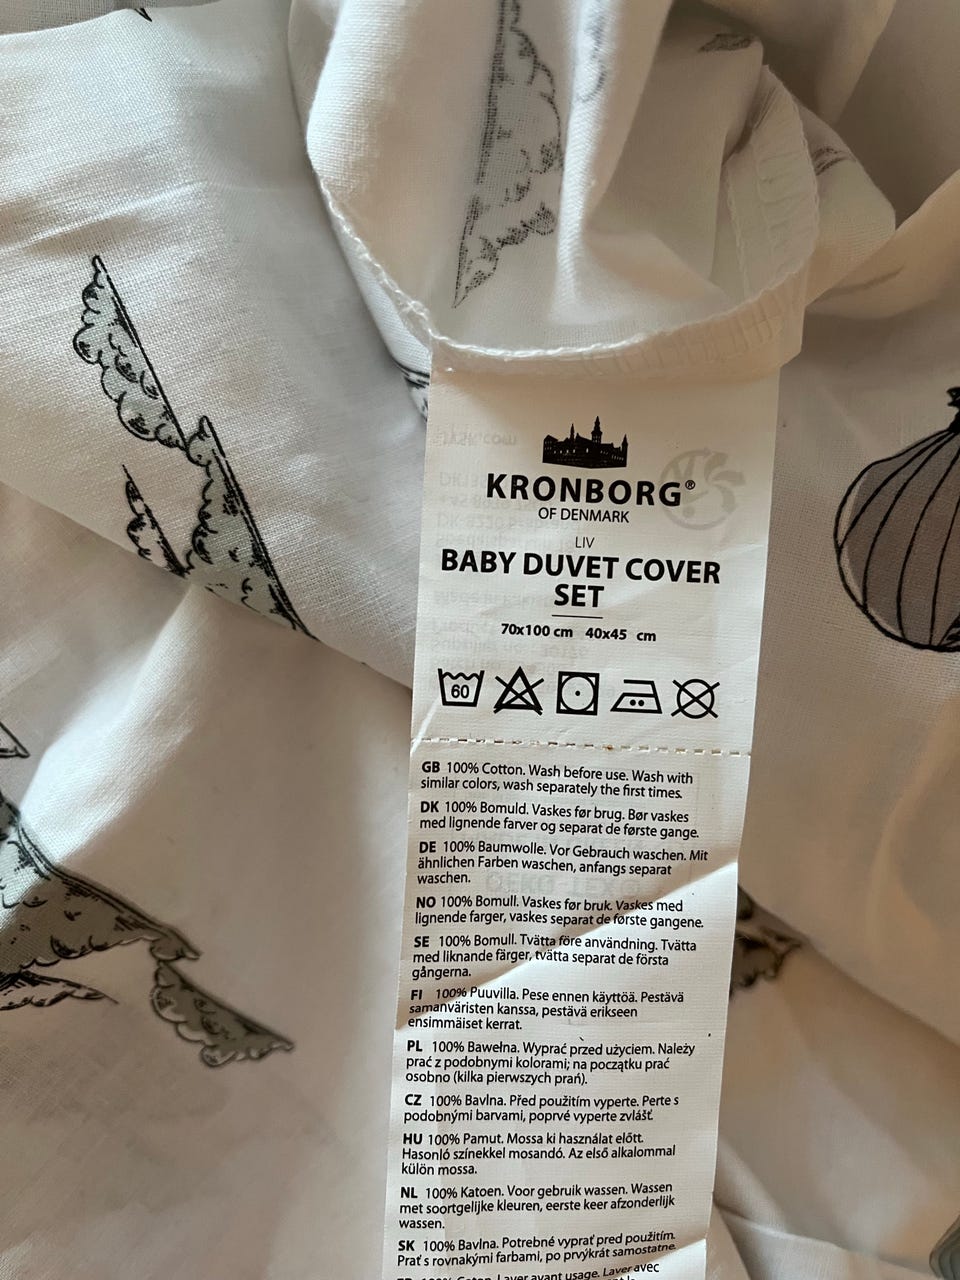 KRONBORG®
OF DENMARK
LIV
BABY DUVET COVER
SET
70x100 cm 40x45 cm
60
GB 100% Cotton. Wash before use. Wash with
similar colors, wash separately the first times.
DK 100% Bomuld. Vaskes før brug. Bør vaskes
med lignende farver og separat de første gange.
DE 100% Baumwolle. Vor Gebrauch waschen. Mit
ähnlichen Farben waschen, anfangs separat
waschen.
NO 100% Bomull. Vaskes før bruk. Vaskes med
lignende farger, vaskes separat de første gangene.
SE 100% Bomull. Tvätta före användning. Tvätta
med liknande färger, tvätta separat de första
gångerna.
FI 100% Puuvilla. Pese ennen käyttöä. Pestävä
samanväristen kanssa, pestävä erikseen
ensimmäiset kerrat.
PL 100% Bawełna. Wyprać przed użyciem. Należy
prać z podobnymi kolorami; na początku prać
osobno (kilka pierwszych prań).
CZ 100% Bavlna. Před použitím vyperte. Perte s
podobnými barvami, poprvé vyperte zvlášť.
HU 100% Pamut. Mossa ki használat előtt.
Hasonló színekkel mosandó. Az első alkalommal
külön mossa.
NL 100% Katoen. Voor gebruik wassen. Wassen
met soortgelijke kleuren, eerste keer afzonderlijk
wassen.
SK 100% Bavlna. Potrebné vyprať pred použitím.
Prať s rovnakými farbami, po prvýkrát samostatne.
100% Coton. Laver avant usage. Laver avec